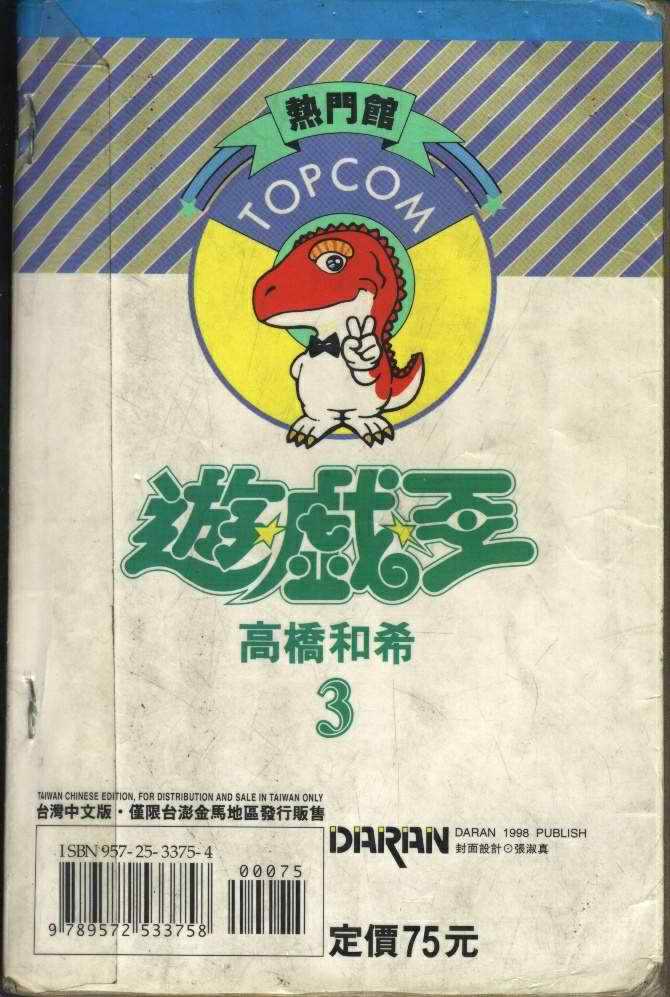 熱門館
TOPCOM
遊戯王
高橋和希
3
TAIWAN CHINESE EDITION, FOR DISTRIBUTION AND SALE IN TAIWAN ONLY
台灣中文版・僅限台澎金馬地區發行販售
ISBN 957-25-3375-4
00075
9 789572 533758
DARAN
DARAN 1998 PUBLISH
封面設計⊙張淑真
定價75元